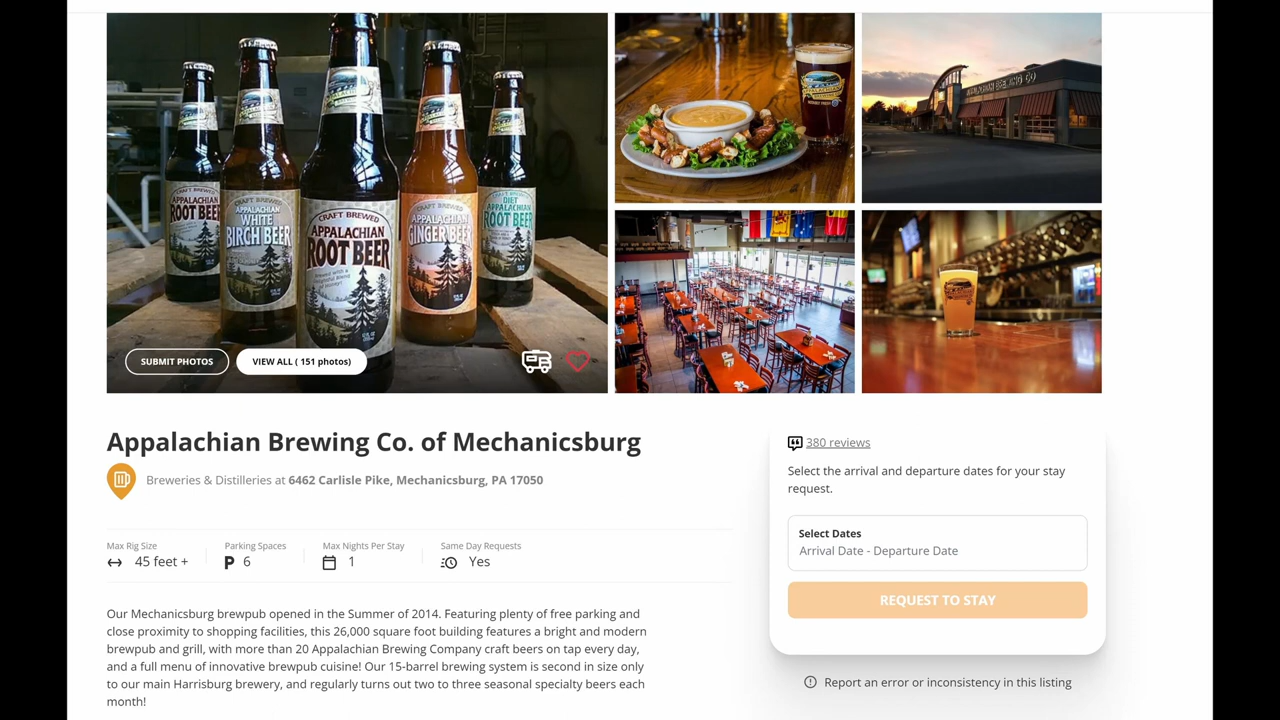 APPALACHIAN
ROOT BEER
CRAFT BREWED
APPALACHIAN
WHITE
BIRCH BEER
CRAFT BREWED
APPALACHIAN
ROOT BEER
CRAFT BREWED
APPALACHIAN
GINGER BEER
DIET
APPALACHIAN
ROOT BEER
APPALACHIAN BREWING CO
SUBMIT PHOTOS
VIEW ALL ( 151 photos)
Appalachian Brewing Co. of Mechanicsburg
Breweries & Distilleries at 6462 Carlisle Pike, Mechanicsburg, PA 17050
Max Rig Size
45 feet +
Parking Spaces
P 6
Max Nights Per Stay
1
Same Day Requests
Yes
Our Mechanicsburg brewpub opened in the Summer of 2014. Featuring plenty of free parking and
close proximity to shopping facilities, this 26,000 square foot building features a bright and modern
brewpub and grill, with more than 20 Appalachian Brewing Company craft beers on tap every day,
and a full menu of innovative brewpub cuisine! Our 15-barrel brewing system is second in size only
to our main Harrisburg brewery, and regularly turns out two to three seasonal specialty beers each
month!
380 reviews
Select the arrival and departure dates for your stay
request.
Select Dates
Arrival Date - Departure Date
REQUEST TO STAY
Report an error or inconsistency in this listing